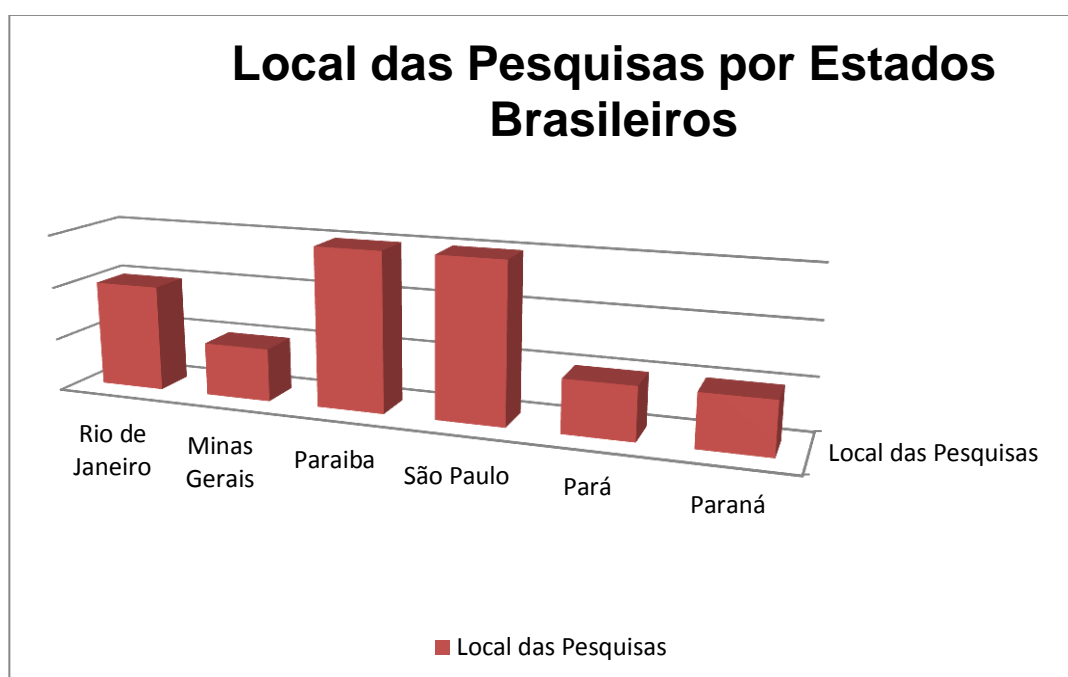 Local das Pesquisas por Estados
Brasileiros
Rio de
Janeiro
Minas
Gerais
Paraiba
São Paulo
Pará
Paraná
Local das Pesquisas
Local das Pesquisas